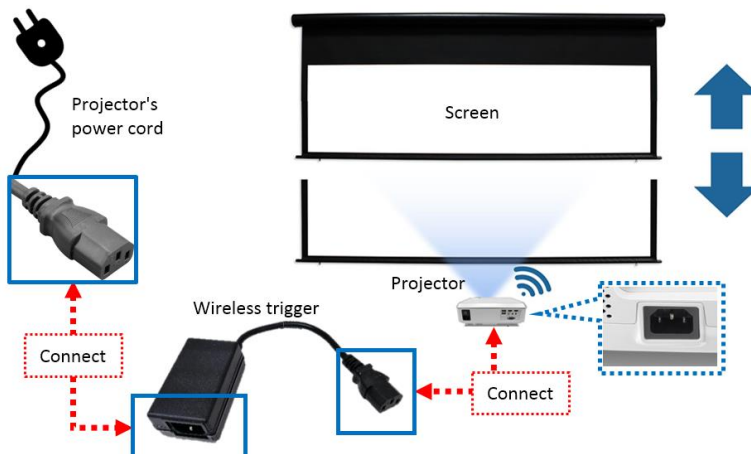 Projector's
power cord
Screen
Projector
Wireless trigger
Connect
Connect